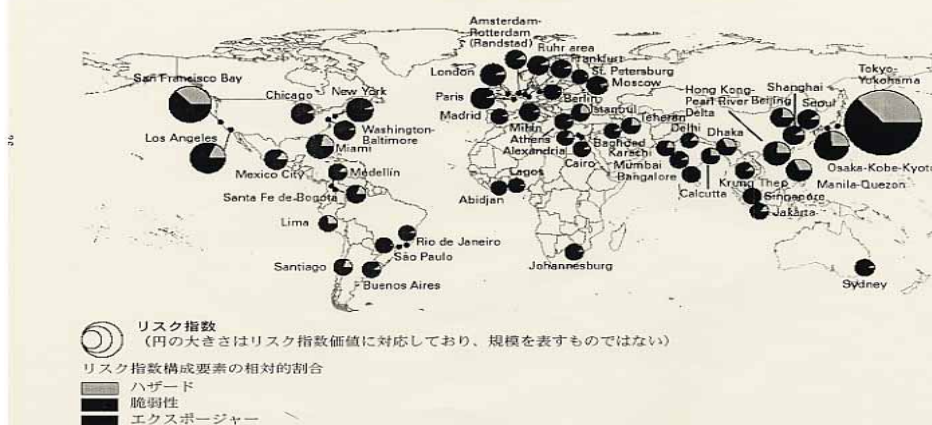 Amsterdam-
Rotterdam
(Randstad)
Ruhr area
Frankfurt
St. Petersburg
Moscow
London
Paris
Berlin
Madrid
Milan
Istanbul
Athens
Alexandria
Cairo
Baghdad
Teheran
Karachi
Delhi
Dhaka
Mumbai
Bangalore
Calcutta
Hong Kong-
Pearl River
Delta
Beijing
Shanghai
Seoul
Tokyo-
Yokohama
Osaka-Kobe-Kyoto
Manila-Quezon
Krung Thep
Singapore
Jakarta
Sydney
San Francisco Bay
Chicago
New York
Los Angeles
Washington-
Baltimore
Miami
Mexico City
Medellín
Santa Fe de Bogotá
Lima
Rio de Janeiro
São Paulo
Santiago
Buenos Aires
Lagos
Abidjan
Johannesburg
リスク指数
(円の大きさはリスク指数価値に対応しており、規模を表すものではない)
リスク指数構成要素の相対的割合
ハザード
脆弱性
エクスポージャー